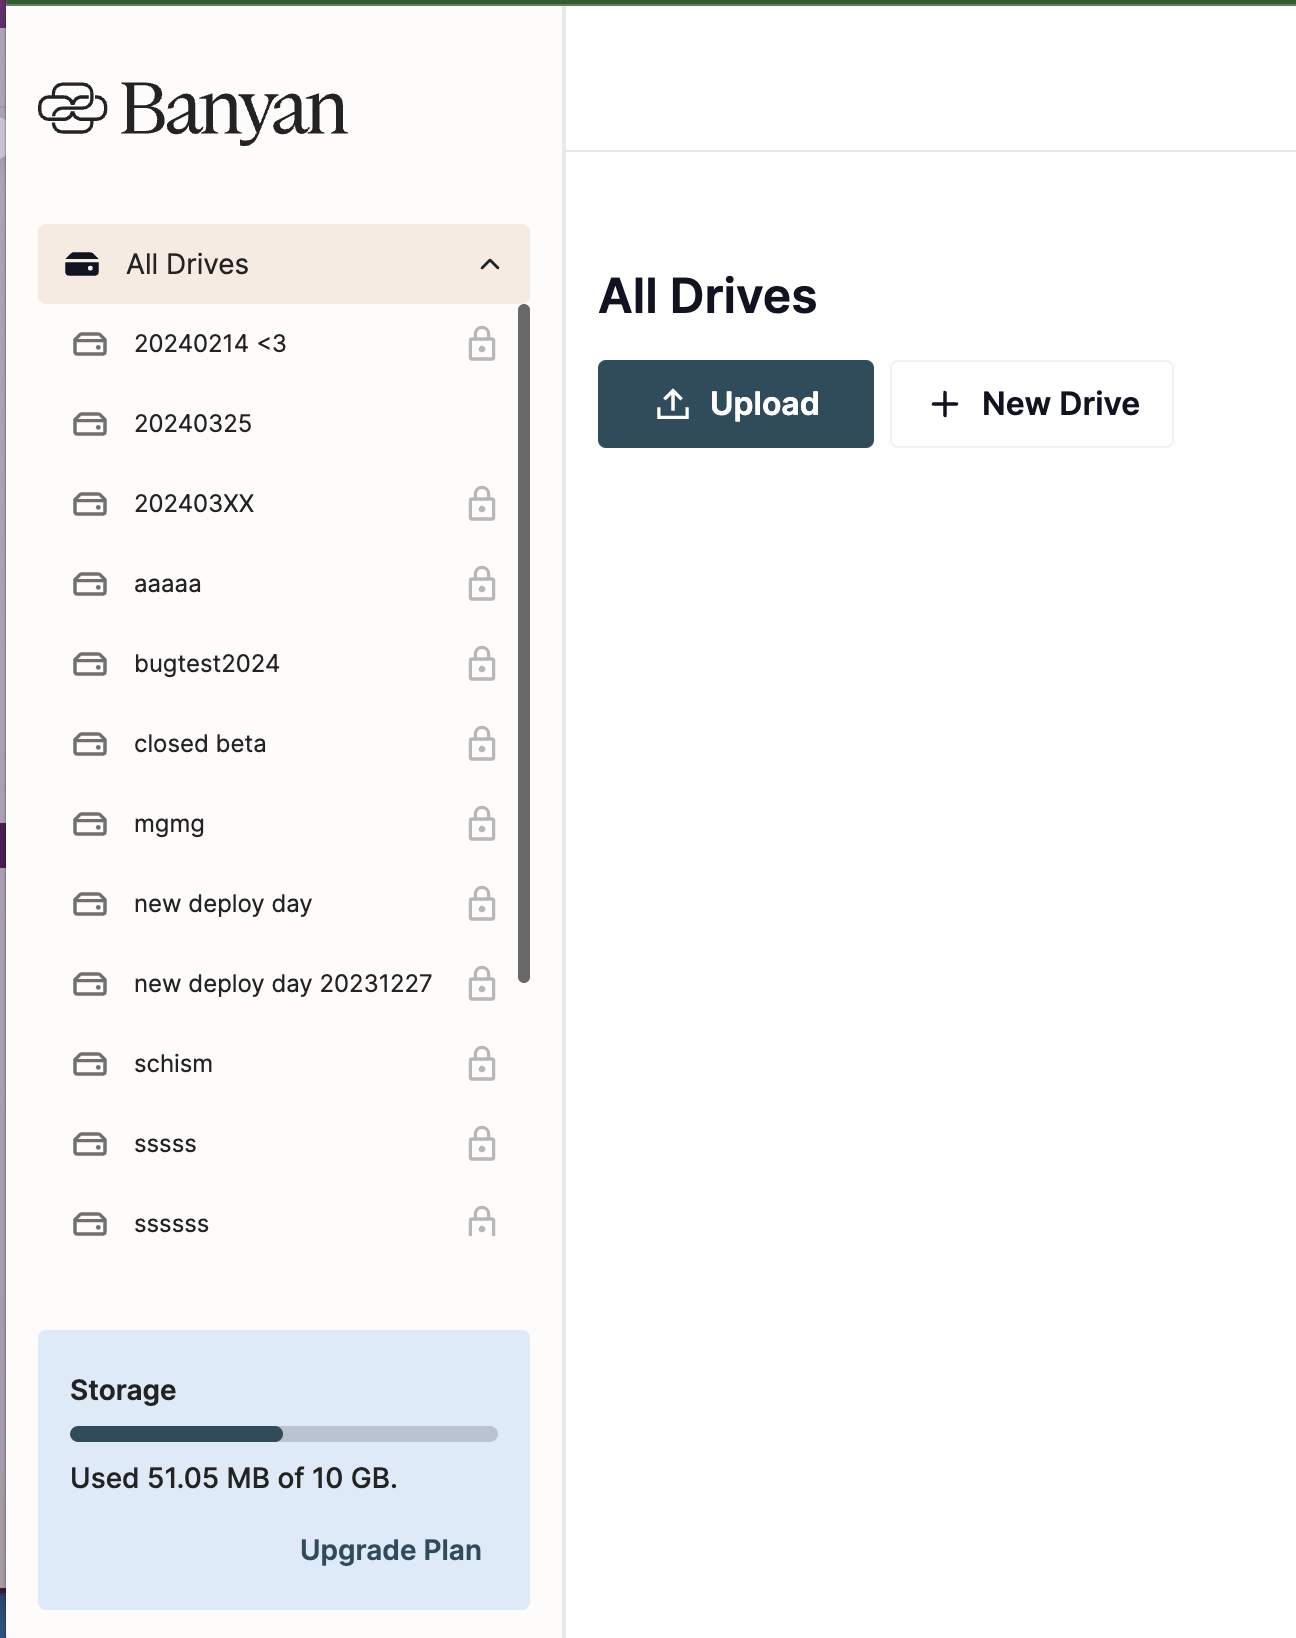 Banyan
All Drives
20240214 <3
20240325
202403XX
aaaaa
bugtest2024
closed beta
mgmg
new deploy day
new deploy day 20231227
schism
sssss
ssssss
Storage
Used 51.05 MB of 10 GB.
Upgrade Plan
All Drives
Upload
New Drive